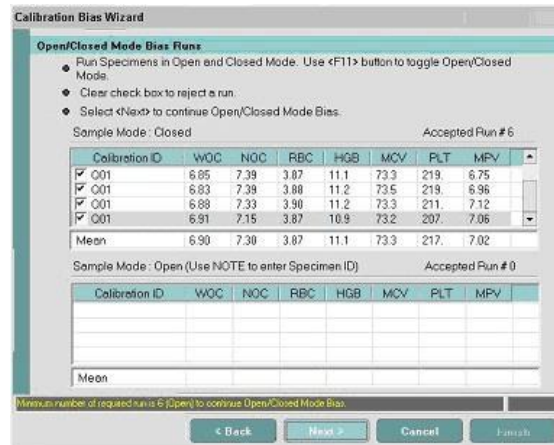 Calibration Bias Wizard
Open/Closed Mode Bias Runs
Run Specimens in Open and Closed Mode. Use <F11> button to toggle Open/Closed
Mode.
Clear check box to reject a run.
Select <Next> to continue Open/Closed Mode Bias.
Sample Mode : Closed Accepted Run # 6
Calibration ID WOC NOC RBC HGB MCV PLT MPV
Q01 6.85 7.39 3.87 11.1 73.3 219. 6.75
Q01 6.83 7.39 3.88 11.2 73.5 219. 6.96
Q01 6.88 7.33 3.90 11.2 73.3 211. 7.12
Q01 6.91 7.15 3.87 10.9 73.2 207. 7.06
Mean 6.90 7.30 3.87 11.1 73.3 217. 7.02
Sample Mode : Open (Use NOTE to enter Specimen ID) Accepted Run # 0
Calibration ID WOC NOC RBC HGB MCV PLT MPV
Mean
Minimum number of required run is 6 (Open) to continue Open/Closed Mode Bias.
< Back Next > Cancel Finish